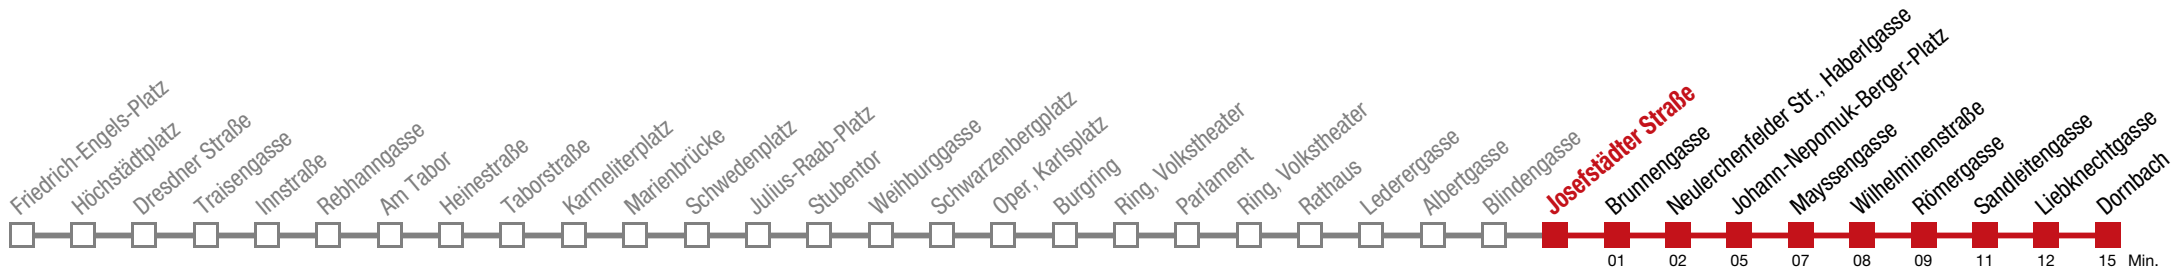 Friedrich-Engels-Platz
Höchstädtplatz
Dresdner Straße
Traisengasse
Innstraße
Rebhanngasse
Am Tabor
Heinestraße
Taborstraße
Karmeliterplatz
Marienbrücke
Schwedenplatz
Julius-Raab-Platz
Stubentor
Weihburggasse
Schwarzenbergplatz
Oper, Karlsplatz
Burgring
Ring, Volkstheater
Parlament
Ring, Volkstheater
Rathaus
Lederergasse
Albertgasse
Blindengasse
Josefstädter Straße
Brunnengasse
Neulerchenfelder Str., Haberlgasse
Johann-Nepomuk-Berger-Platz
Mayssengasse
Wilhelminenstraße
Römergasse
Sandleitengasse
Liebknechtgasse
Dornbach
01 02 05 07 08 09 11 12 15 Min.